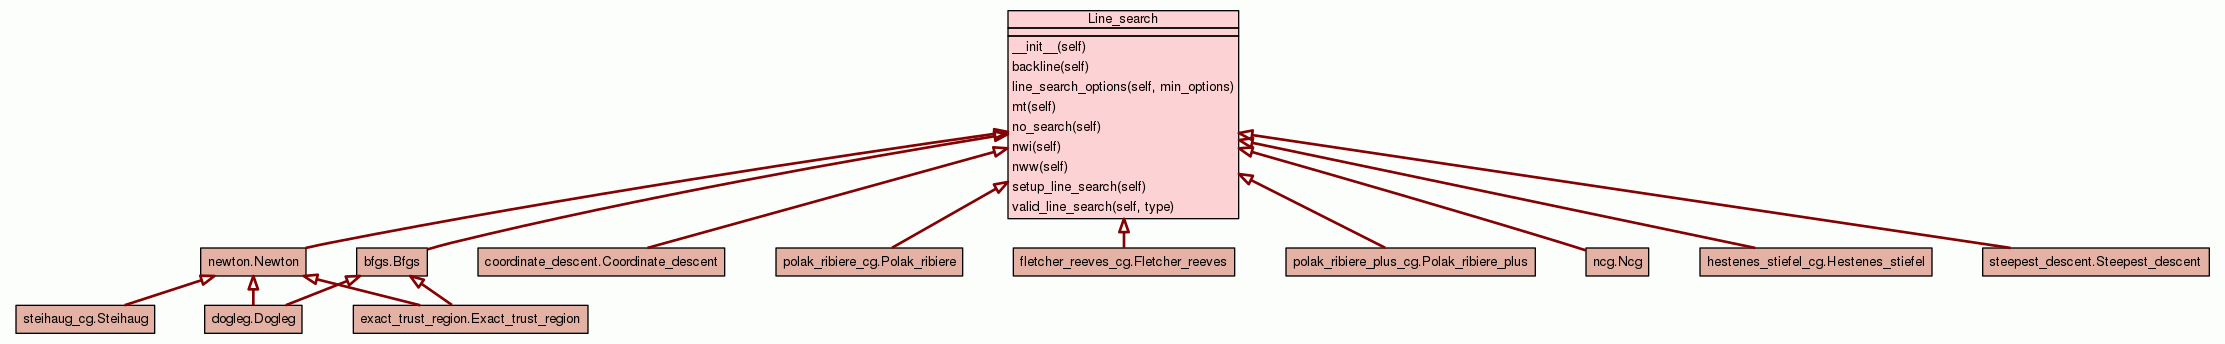 Line_search
__init__(self)
backline(self)
line_search_options(self, min_options)
mt(self)
no_search(self)
nwi(self)
nww(self)
setup_line_search(self)
valid_line_search(self, type)
newton.Newton
bfgs.Bfgs
coordinate_descent.Coordinate_descent
polak_ribiere_cg.Polak_ribiere
fletcher_reeves_cg.Fletcher_reeves
polak_ribiere_plus_cg.Polak_ribiere_plus
ncg.Ncg
hestenes_stiefel_cg.Hestenes_stiefel
steepest_descent.Steepest_descent
steihaug_cg.Steihaug
dogleg.Dogleg
exact_trust_region.Exact_trust_region